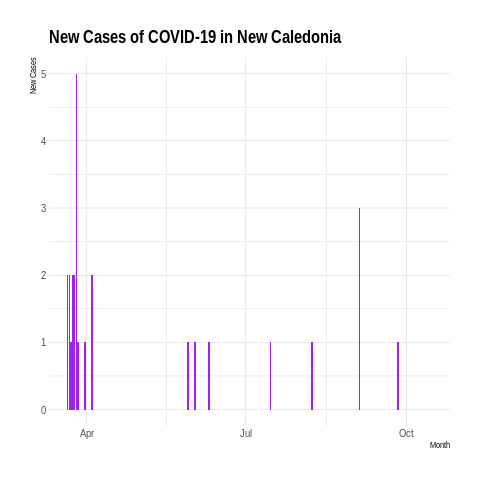 New Cases of COVID-19 in New Caledonia
New Cases
5
4
3
2
1
0
Apr
Jul
Oct
Month